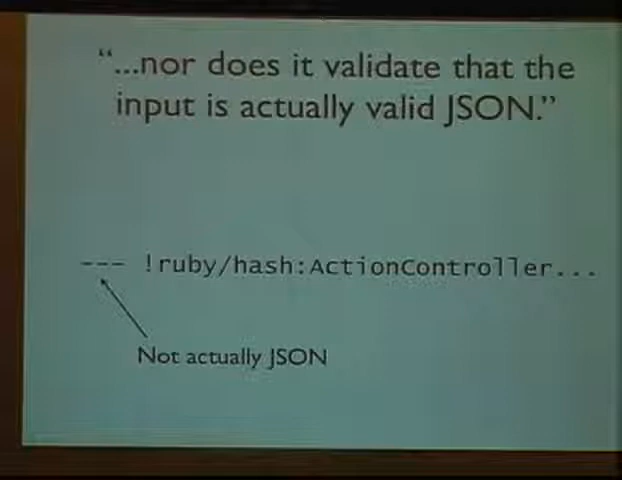 “...nor does it validate that the
input is actually valid JSON.”
--- !ruby/hash:ActionController...
Not actually JSON